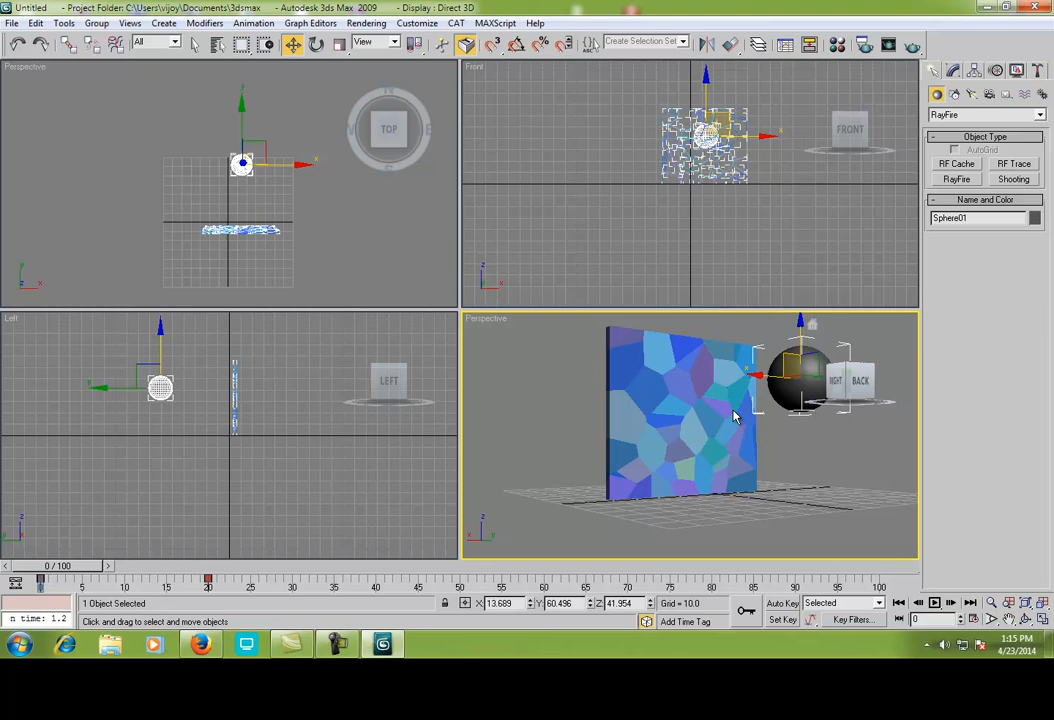 Untitled - Project Folder: C:\Users\vijoy\Documents\3dsmax - Autodesk 3ds Max 2009 - Display : Direct 3D
File Edit Tools Group Views Create Modifiers Animation Graph Editors Rendering Customize CAT MAXScript Help
All View Create Selection Set
Perspective
TOP
y
x
Front
FRONT
x
z
x
RayFire
Object Type
AutoGrid
RF Cache RF Trace
RayFire Shooting
Name and Color
Sphere01
Left
LEFT
Perspective
RIGHT BACK
0 / 100
5 10 15 25 30 35 40 45 50 55 60 65 70 75 80 85 90 95 100
1 Object Selected X: 13.689 Y: 60.496 Z: 41.954 Grid = 10.0 Auto Key Selected
n time: 1.2 Click and drag to select and move objects Add Time Tag Set Key Key Filters... 0
1:15 PM
4/23/2014